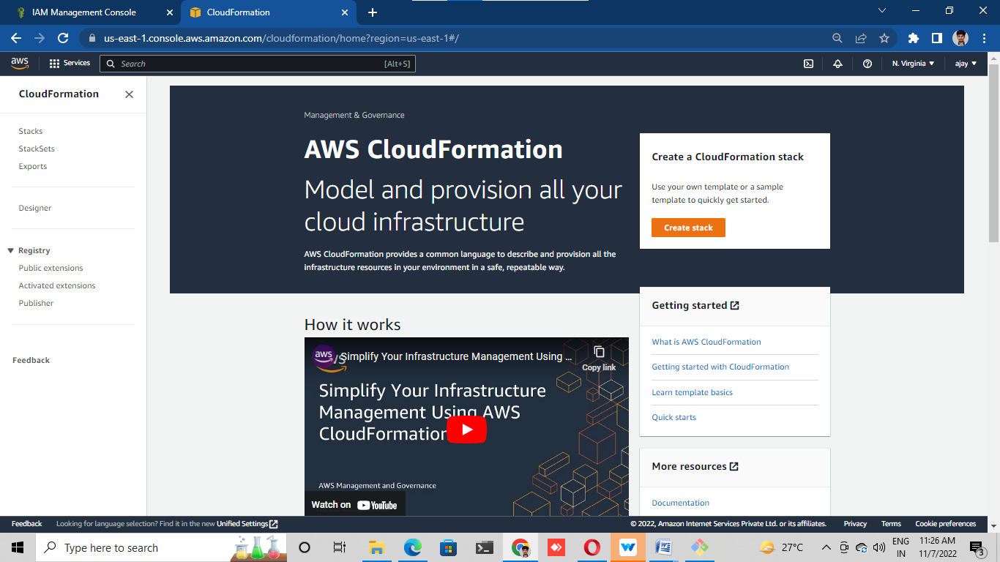 IAM Management Console
CloudFormation
us-east-1.console.aws.amazon.com/cloudformation/home?region=us-east-1#/
aws
Services
Search
[Alt+S]
N. Virginia
ajay
CloudFormation
Stacks
StackSets
Exports
Designer
Registry
Public extensions
Activated extensions
Publisher
Feedback
Management & Governance
AWS CloudFormation
Model and provision all your
cloud infrastructure
AWS CloudFormation provides a common language to describe and provision all the
infrastructure resources in your environment in a safe, repeatable way.
Create a CloudFormation stack
Use your own template or a sample
template to quickly get started.
Create stack
How it works
aws
Simplify Your Infrastructure Management Using ...
Copy link
Simplify Your Infrastructure
Management Using AWS
CloudFormation
AWS Management and Governance
Watch on YouTube
Getting started
What is AWS CloudFormation
Getting started with CloudFormation
Learn template basics
Quick starts
More resources
Documentation
Feedback
Looking for language selection? Find it in the new Unified Settings
© 2022, Amazon Internet Services Private Ltd. or its affiliates.
Privacy
Terms
Cookie preferences
Type here to search
27°C
ENG
IN
11:26 AM
11/7/2022
3